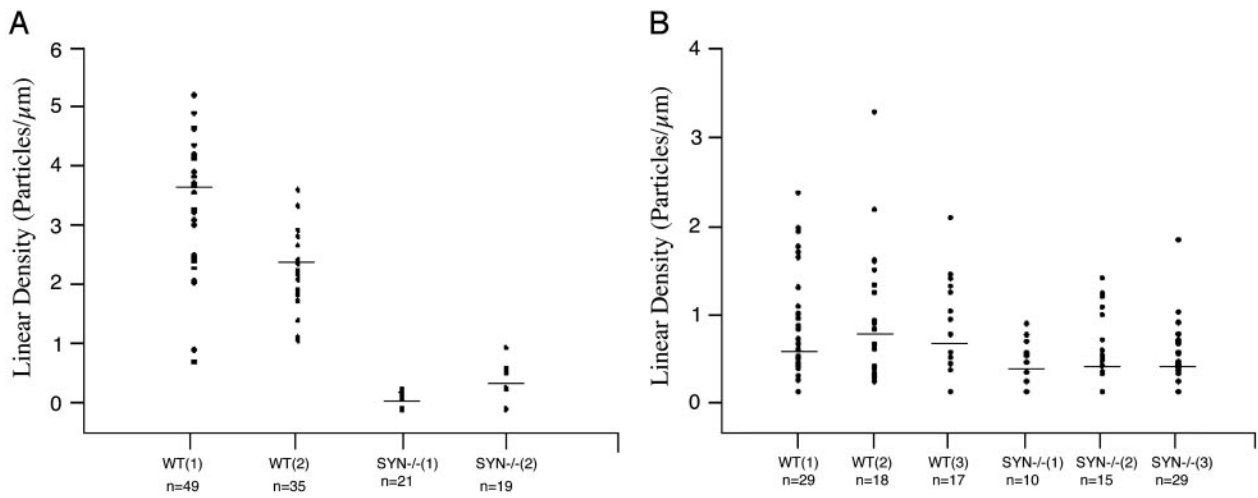 A
Linear Density (Particles/μm)
6
5
4
3
2
1
0
WT(1) WT(2) SYN-/-(1) SYN-/-(2)
n=49 n=35 n=21 n=19
B
Linear Density (Particles/μm)
4
3
2
1
0
WT(1) WT(2) WT(3) SYN-/-(1) SYN-/-(2) SYN-/-(3)
n=29 n=18 n=17 n=10 n=15 n=29